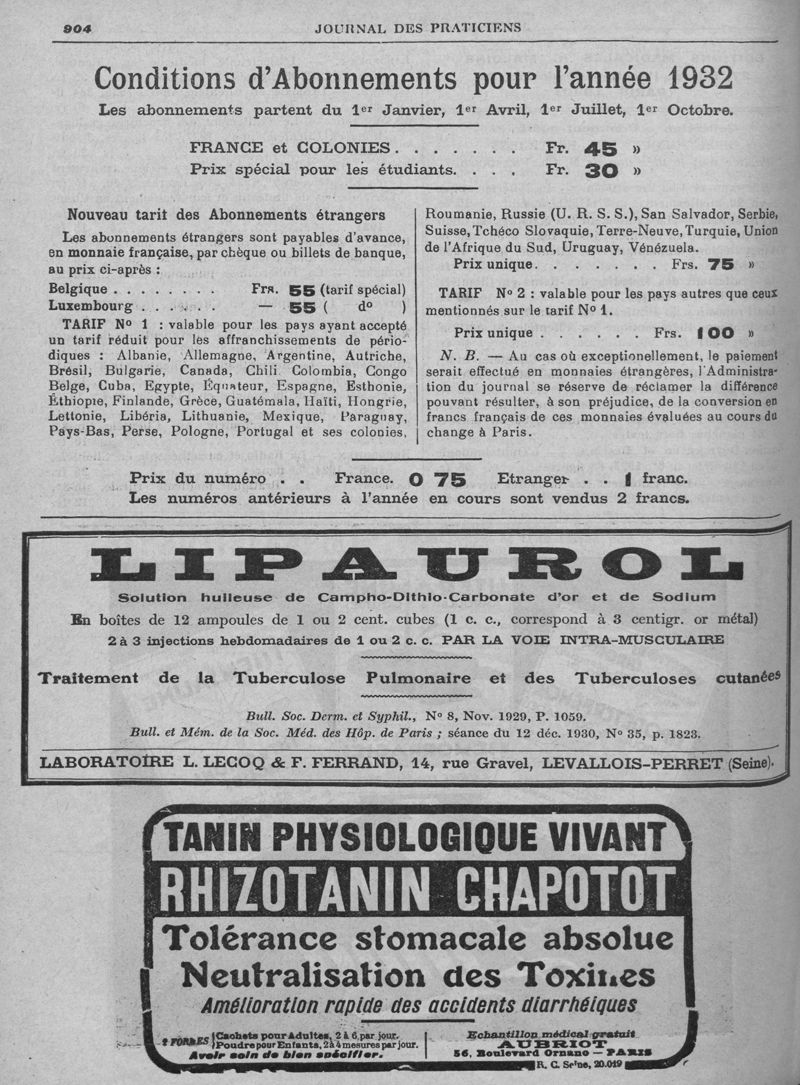 904
JOURNAL DES PRATICIENS
Conditions d'Abonnements pour l'année 1932
Les abonnements partent du 1er Janvier, 1er Avril, 1er Juillet, 1er Octobre.
FRANCE et COLONIES . . . . . . . Fr. 45 »
Prix spécial pour les étudiants. . . . Fr. 30 »
Nouveau tarit des Abonnements étrangers
Les abonnements étrangers sont payables d'avance,
en monnaie française, par chèque ou billets de banque,
au prix ci-après :
Belgique . . . . . . . . Frs. 55 (tarif spécial)
Luxembourg . . . . . . — 55 ( do )
TARIF No 1 : valable pour les pays ayant accepté
un tarif réduit pour les affranchissements de pério-
diques : Albanie, Allemagne, Argentine, Autriche,
Brésil, Bulgarie, Canada, Chili. Colombia, Congo
Belge, Cuba, Egypte, Équateur, Espagne, Esthonie,
Éthiopie, Finlande, Grèce, Guatémala, Haïti, Hongrie,
Lettonie, Libéria, Lithuanie, Mexique, Paraguay,
Pays-Bas, Perse, Pologne, Portugal et ses colonies,
Roumanie, Russie (U. R. S. S.), San Salvador, Serbie,
Suisse, Tchéco Slovaquie, Terre-Neuve, Turquie, Union
de l'Afrique du Sud, Uruguay, Vénézuela.
Prix unique. . . . . . . . Frs. 75 »
TARIF No 2 : valable pour les pays autres que ceux
mentionnés sur le tarif No 1.
Prix unique . . . . . . Frs. 100 »
N. B. — Au cas où exceptionellement, le paiement
serait effectué en monnaies étrangères, l'Administra-
tion du journal se réserve de réclamer la différence
pouvant résulter, à son préjudice, de la conversion en
francs français de ces monnaies évaluées au cours du
change à Paris.
Prix du numéro . . France. 0 75 Etranger . . 1 franc.
Les numéros antérieurs à l'année en cours sont vendus 2 francs.
LIPAUROL
Solution huileuse de Campho-Dithio-Carbonate d'or et de Sodium
En boîtes de 12 ampoules de 1 ou 2 cent. cubes (1 c. c., correspond à 3 centigr. or métal)
2 à 3 injections hebdomadaires de 1 ou 2 c. c. PAR LA VOIE INTRA-MUSCULAIRE
Traitement de la Tuberculose Pulmonaire et des Tuberculoses cutanées
Bull. Soc. Derm. et Syphil., No 8, Nov. 1929, P. 1059.
Bull. et Mém. de la Soc. Méd. des Hôp. de Paris ; séance du 12 déc. 1930, No 35, p. 1823.
LABORATOIRE L. LECOQ & F. FERRAND, 14, rue Gravel, LEVALLOIS-PERRET (Seine).
TANIN PHYSIOLOGIQUE VIVANT
RHIZOTANIN CHAPOTOT
Tolérance stomacale absolue
Neutralisation des Toxines
Amélioration rapide des accidents diarrhéiques
2 FORMES
Cachets pour Adultes, 2 à 6 par jour.
Poudre pour Enfants, 2 à 4 mesures par jour.
Avoir soin de bien spécifier.
Echantillon médical gratuit
AUBRIOT
56, Boulevard Ornano — PARIS
R. C. Seine, 20.019